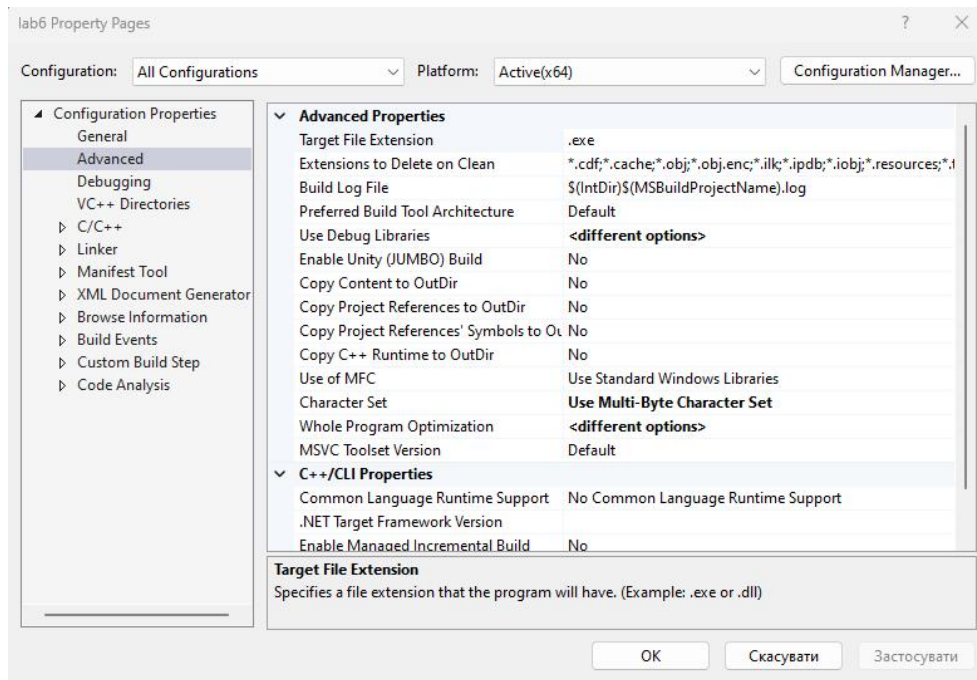 lab6 Property Pages ? ×
Configuration: All Configurations Platform: Active(x64) Configuration Manager...
Configuration Properties
General
Advanced
Debugging
VC++ Directories
C/C++
Linker
Manifest Tool
XML Document Generator
Browse Information
Build Events
Custom Build Step
Code Analysis
Advanced Properties
Target File Extension .exe
Extensions to Delete on Clean *.cdf;*.cache;*.obj;*.obj.enc;*.ilk;*.ipdb;*.iobj;*.resources;*.t
Build Log File $(IntDir)$(MSBuildProjectName).log
Preferred Build Tool Architecture Default
Use Debug Libraries <different options>
Enable Unity (JUMBO) Build No
Copy Content to OutDir No
Copy Project References to OutDir No
Copy Project References' Symbols to Ou No
Copy C++ Runtime to OutDir No
Use of MFC Use Standard Windows Libraries
Character Set Use Multi-Byte Character Set
Whole Program Optimization <different options>
MSVC Toolset Version Default
C++/CLI Properties
Common Language Runtime Support No Common Language Runtime Support
.NET Target Framework Version
Enable Managed Incremental Build No
Target File Extension
Specifies a file extension that the program will have. (Example: .exe or .dll)
OK Скасувати Застосувати